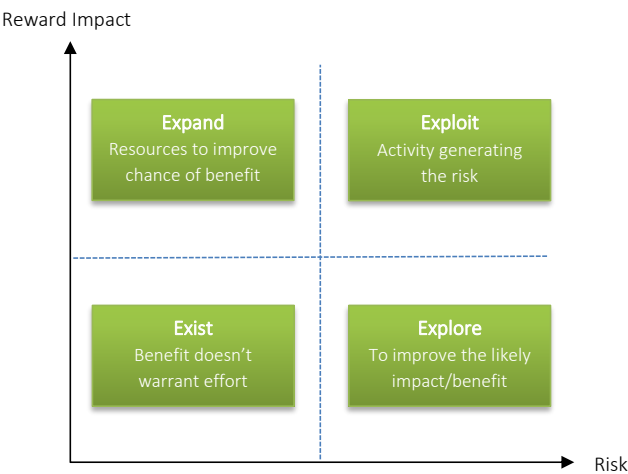 Reward Impact
Expand
Resources to improve
chance of benefit
Exploit
Activity generating
the risk
Exist
Benefit doesn't
warrant effort
Explore
To improve the likely
impact/benefit
Risk